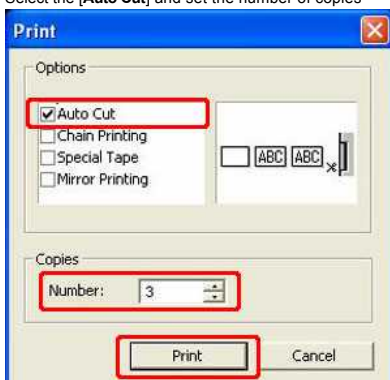 Select the [Auto Cut] and set the number of copies
Print
Options
Auto Cut
Chain Printing
Special Tape
Mirror Printing
ABC ABC
Copies
Number: 3
Print Cancel